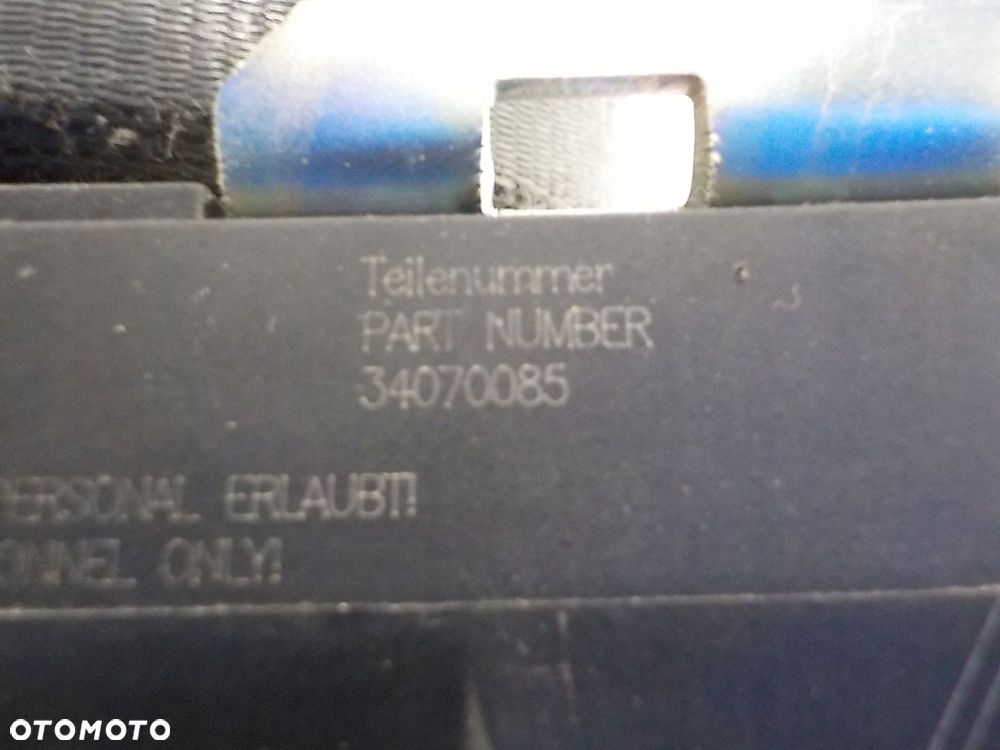 Teilenummer
PART NUMBER
34070085
PERSONAL ERLAUBT!
ONNEL ONLY!
OTOMOTO